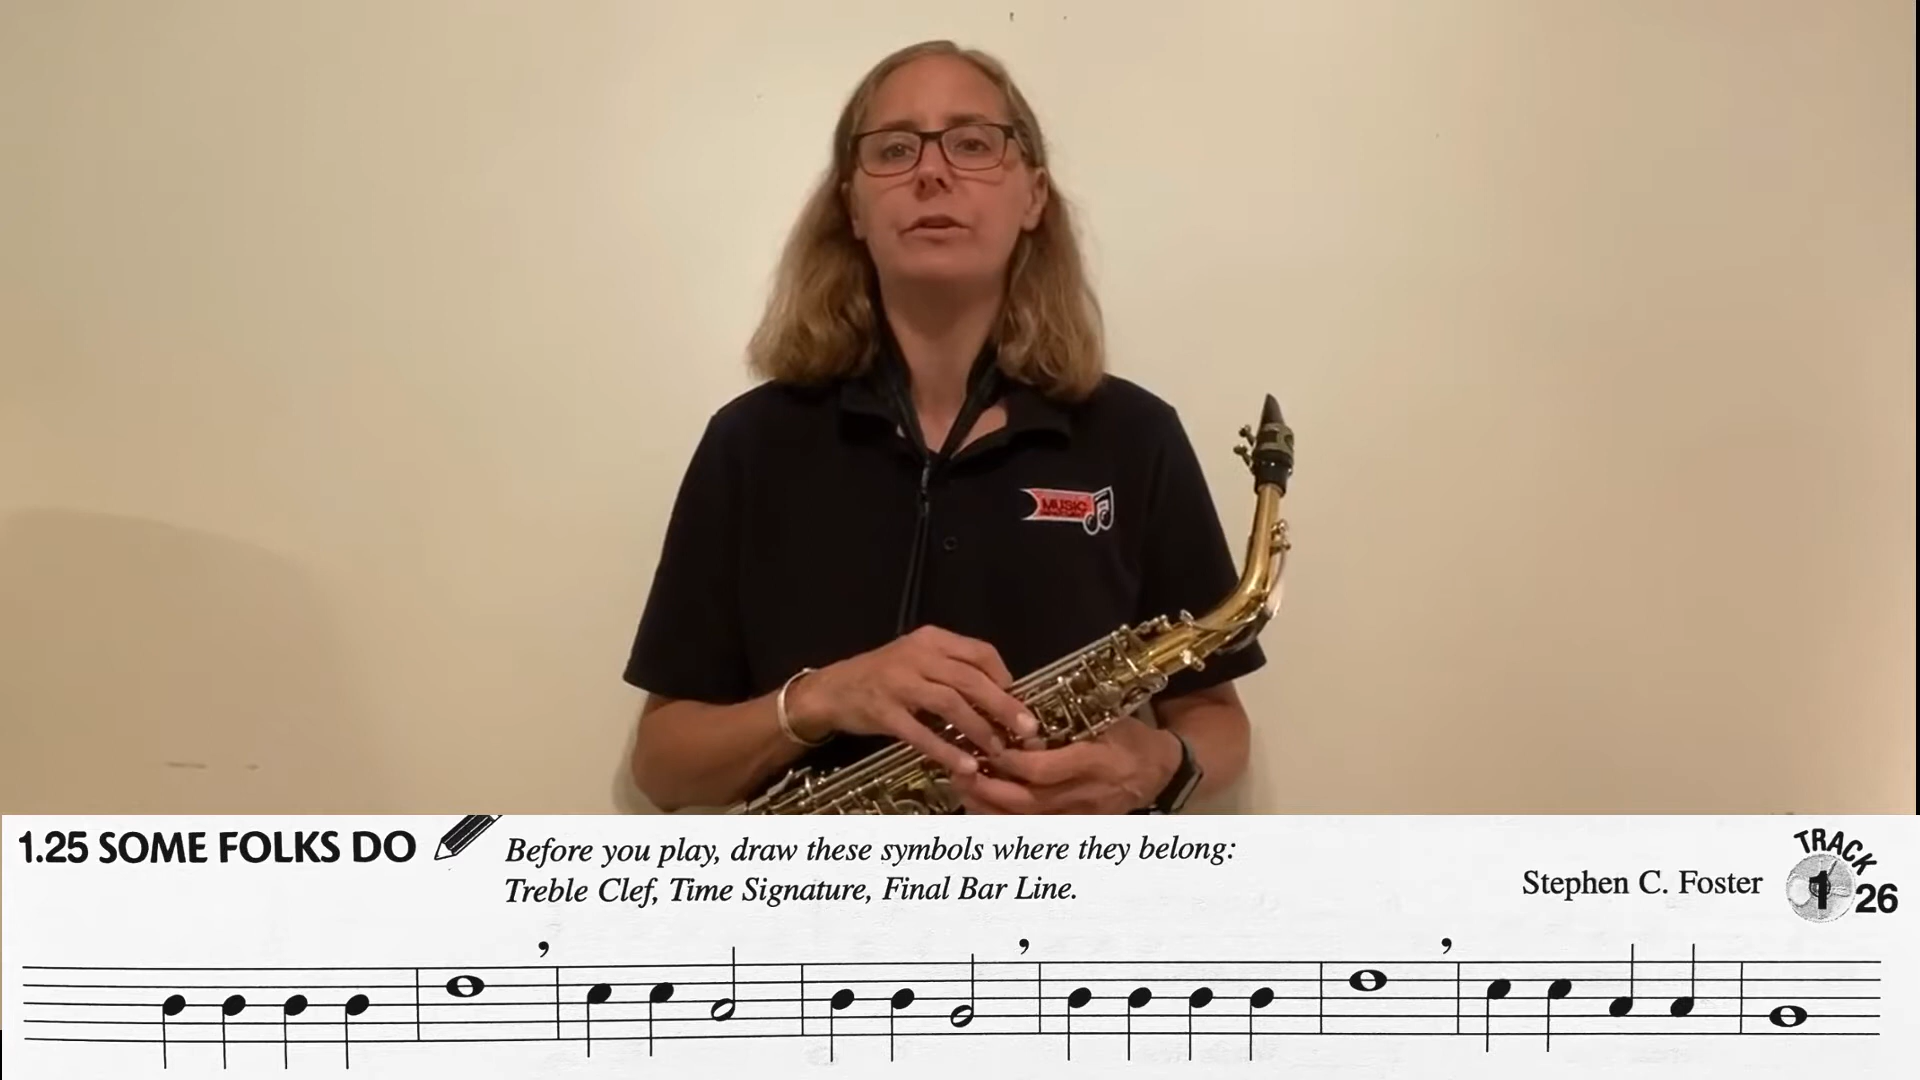 MUSIC
1.25 SOME FOLKS DO
Before you play, draw these symbols where they belong:
Treble Clef, Time Signature, Final Bar Line.
Stephen C. Foster
TRACK
1 26